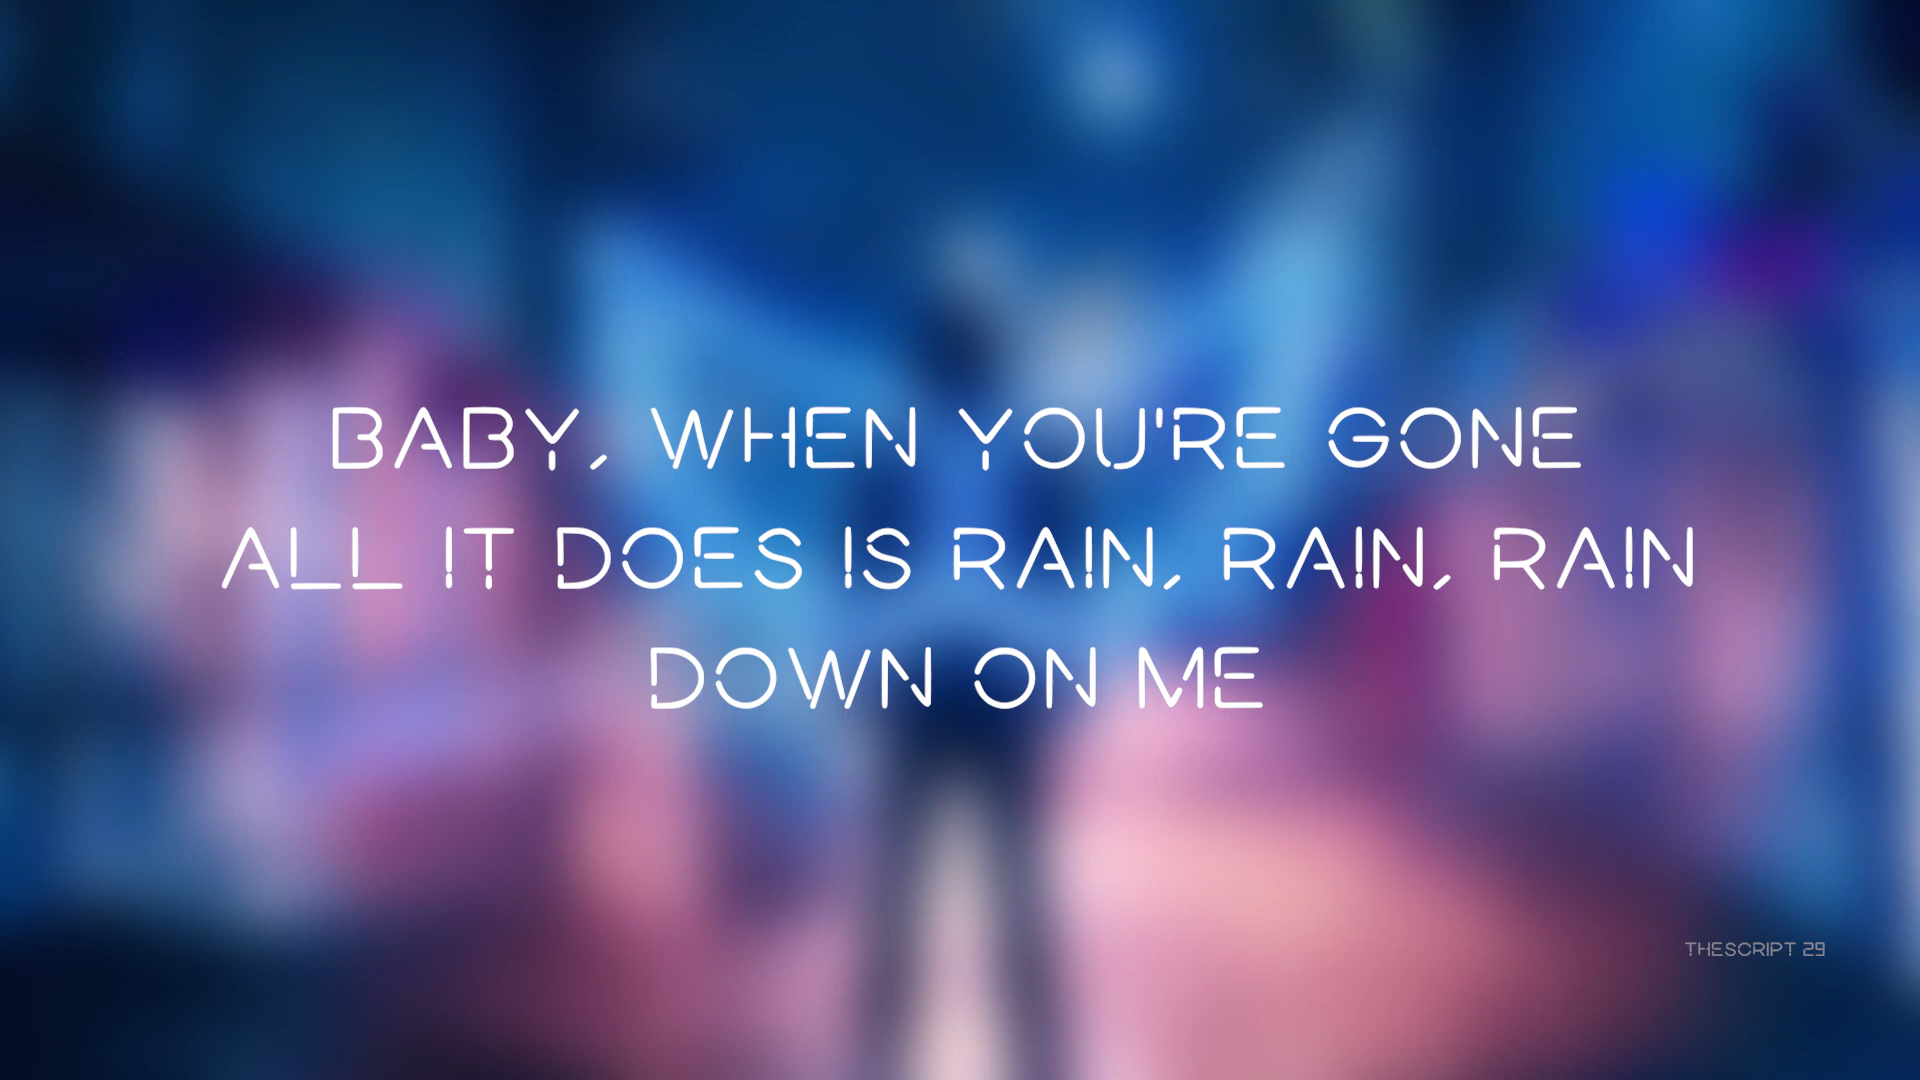 BABY, WHEN YOU'RE GONE
ALL IT DOES IS RAIN, RAIN, RAIN
DOWN ON ME
THESCRIPT 29